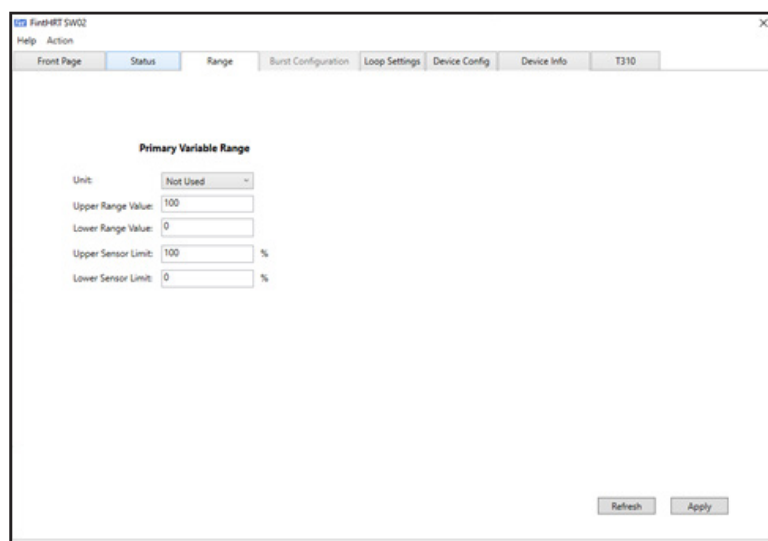 FintHRT SW02
Help Action
Front Page Status Range Burst Configuration Loop Settings Device Config Device Info T310
Primary Variable Range
Unit: Not Used
Upper Range Value: 100
Lower Range Value: 0
Upper Sensor Limit: 100 %
Lower Sensor Limit: 0 %
Refresh Apply